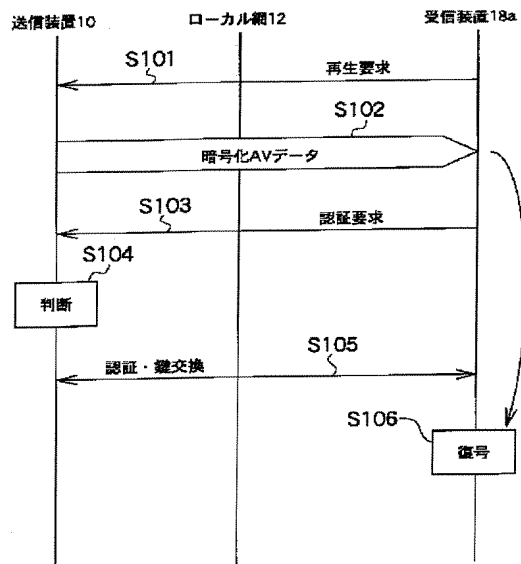 送信装置10
ローカル網12
受信装置18a
S101
再生要求
S102
暗号化AVデータ
S103
認証要求
S104
判断
S105
認証・鍵交換
S106
復号